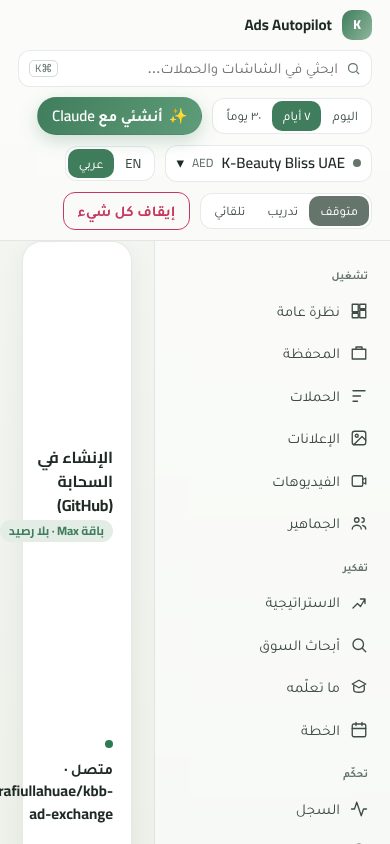 K
Ads Autopilot
ابحثي في الشاشات والحملات...
⌘K
اليوم
٧ أيام
٣٠ يوماً
✨ أنشئي مع Claude
K-Beauty Bliss UAE
AED ▼
EN
عربي
متوقف
تدريب
تلقائي
إيقاف كل شيء
تشغيل
نظرة عامة
المحفظة
الحملات
الإعلانات
الفيديوهات
الجماهير
تفكير
الاستراتيجية
أبحاث السوق
ما تعلّمه
الخطة
تحكّم
السجل
الإنشاء في
السحابة
(GitHub)
باقة Max · بلا رصيد
متصل ·
rafiullahuae/kbb-
ad-exchange